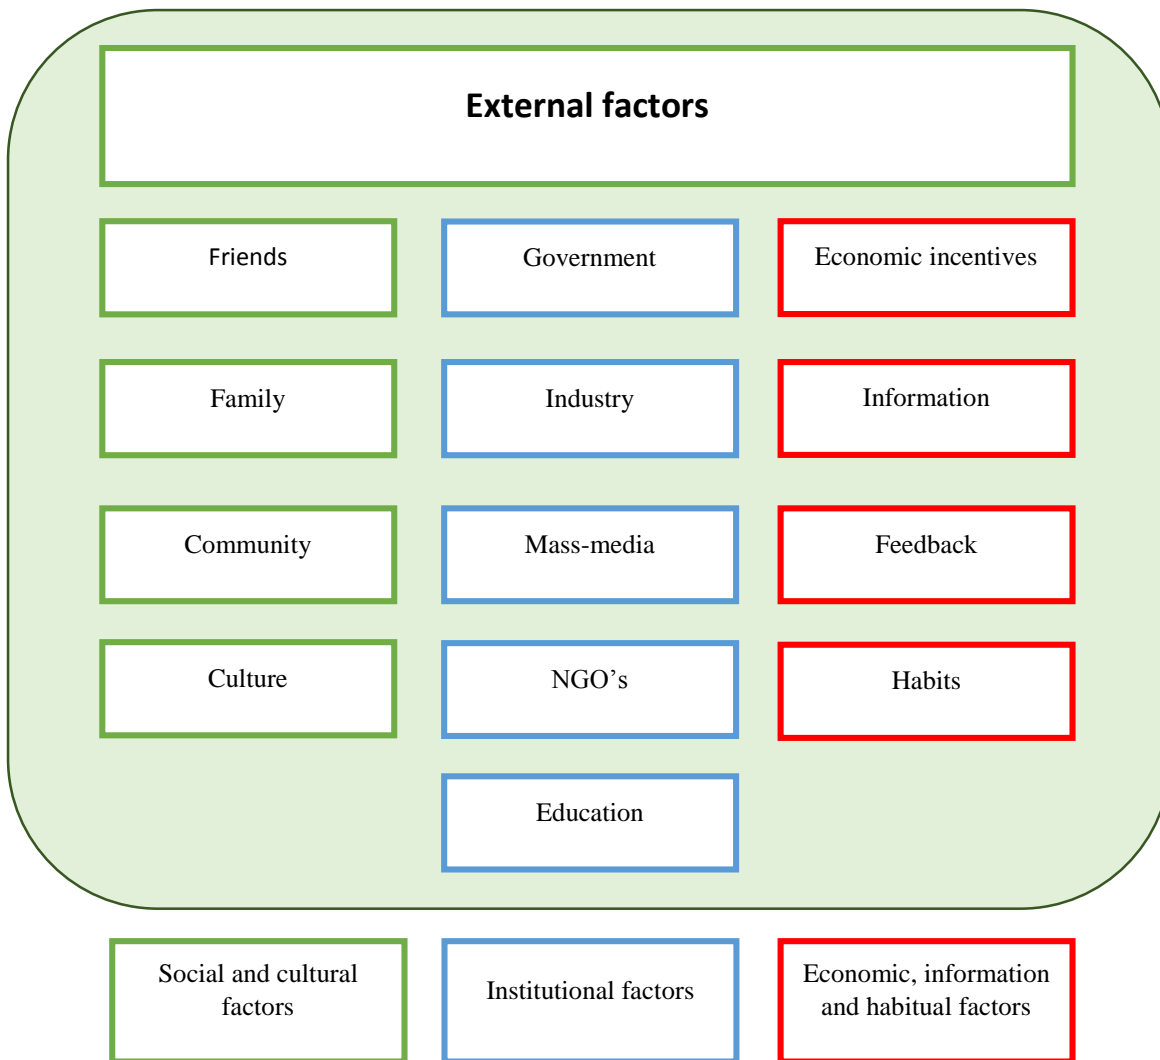 External factors
Friends
Government
Economic incentives
Family
Industry
Information
Community
Mass-media
Feedback
Culture
NGO’s
Habits
Education
Social and cultural
factors
Institutional factors
Economic, information
and habitual factors